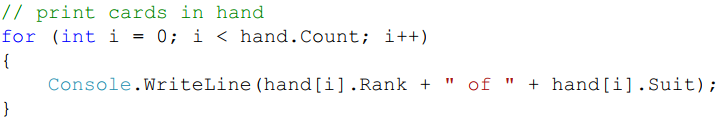 // print cards in hand
for (int i = 0; i < hand.Count; i++)
{
    Console.WriteLine(hand[i].Rank + " of " + hand[i].Suit);
}